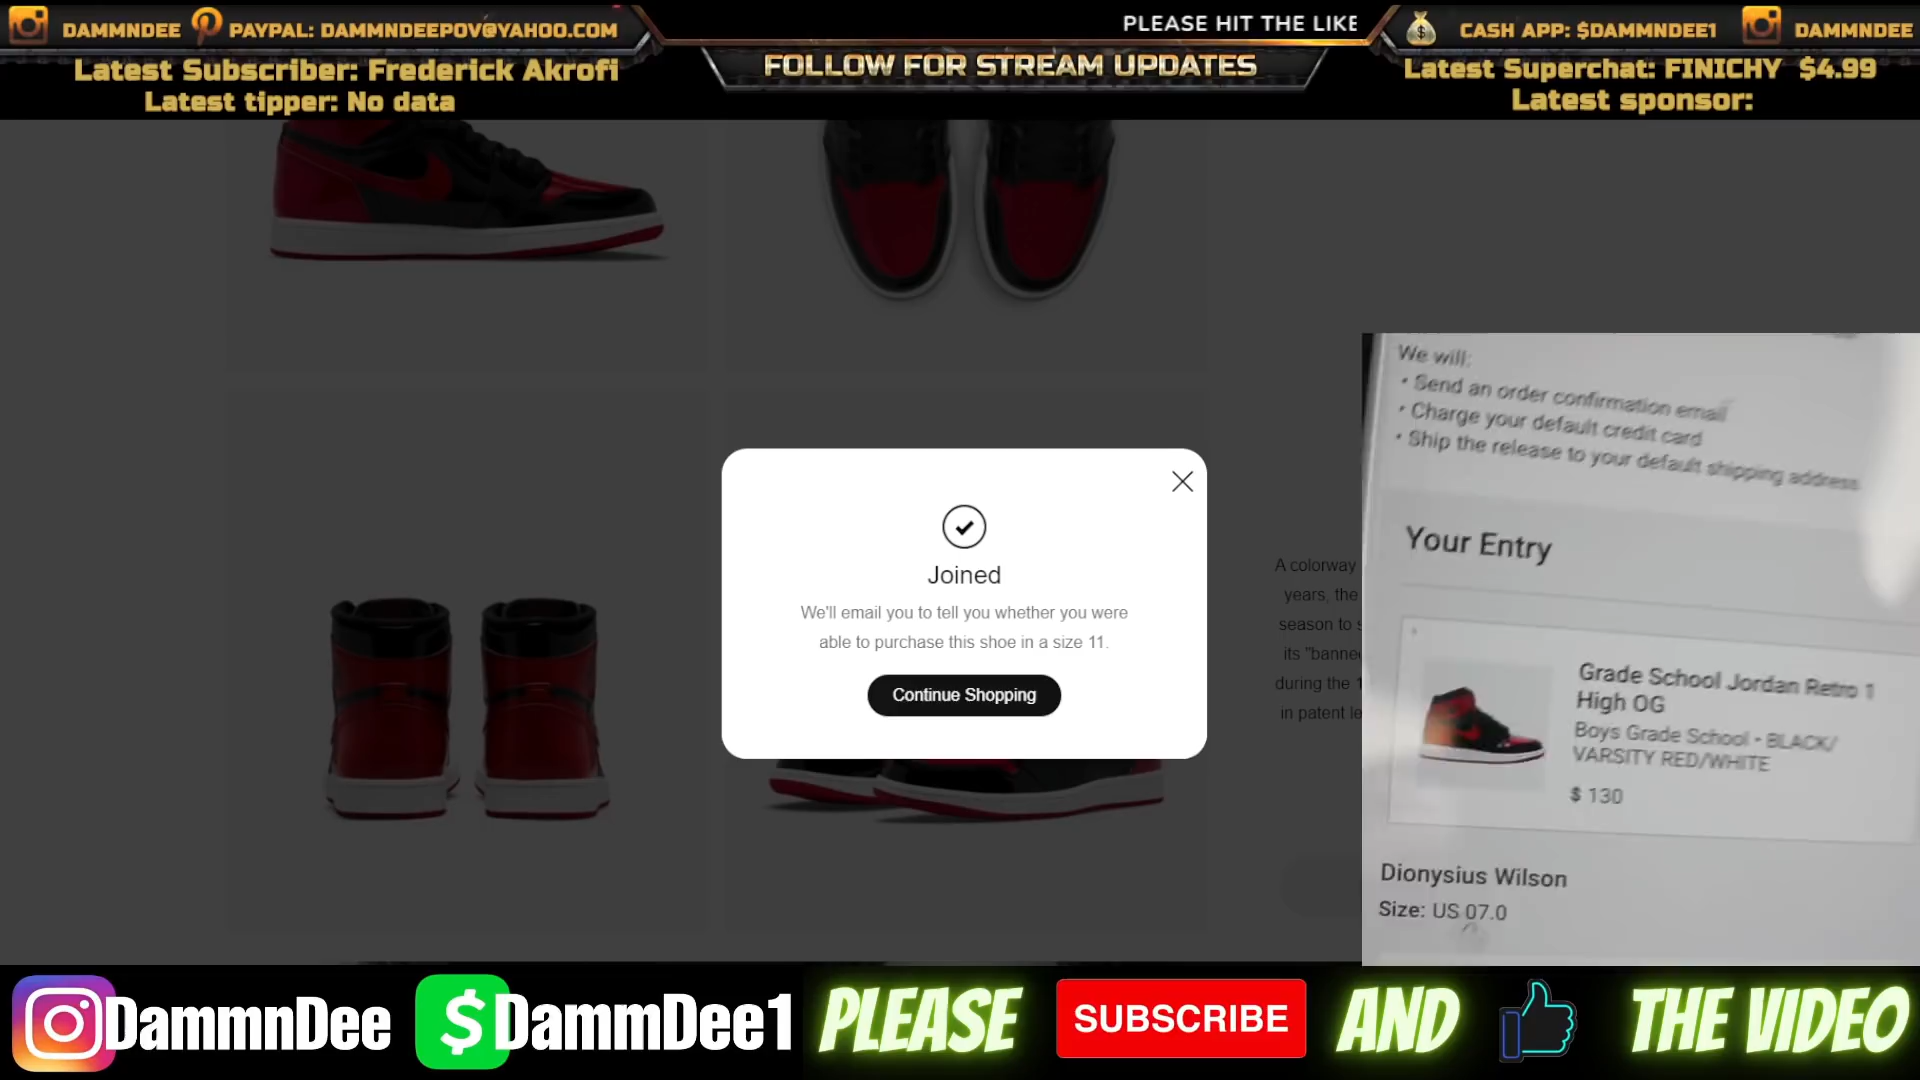 DAMMNDEE
PAYPAL: DAMMNDEEPOV@YAHOO.COM
PLEASE HIT THE LIKE
CASH APP: $DAMMNDEE1
DAMMNDEE
Latest Subscriber: Frederick Akrofi
Latest tipper: No data
FOLLOW FOR STREAM UPDATES
Latest Superchat: FINICHY $4.99
Latest sponsor:
Joined
We'll email you to tell you whether you were
able to purchase this shoe in a size 11.
Continue Shopping
A colorway
years, the
season to s
its "banne
during the 1
in patent le
We will:
• Send an order confirmation email
• Charge your default credit card
• Ship the release to your default shipping address
Your Entry
Grade School Jordan Retro 1
High OG
Boys Grade School - BLACK/
VARSITY RED/WHITE
$ 130
Dionysius Wilson
Size: US 07.0
DammnDee
$DammDee1
PLEASE
SUBSCRIBE
AND
THE VIDEO